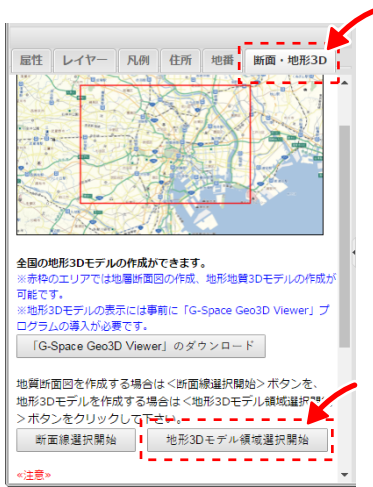 属性 レイヤー 凡例 住所 地番 断面・地形3D
全国の地形3Dモデルの作成ができます。
※赤枠のエリアでは地層断面図の作成、地形地質3Dモデルの作成が
可能です。
※地形3Dモデルの表示には事前に「G-Space Geo3D Viewer」プ
ログラムの導入が必要です。
「G-Space Geo3D Viewer」のダウンロード
地質断面図を作成する場合は<断面線選択開始>ボタンを、
地形3Dモデルを作成する場合は<地形3Dモデル領域選択
>ボタンをクリックして下さい。
断面線選択開始 地形3Dモデル領域選択開始
«注意»